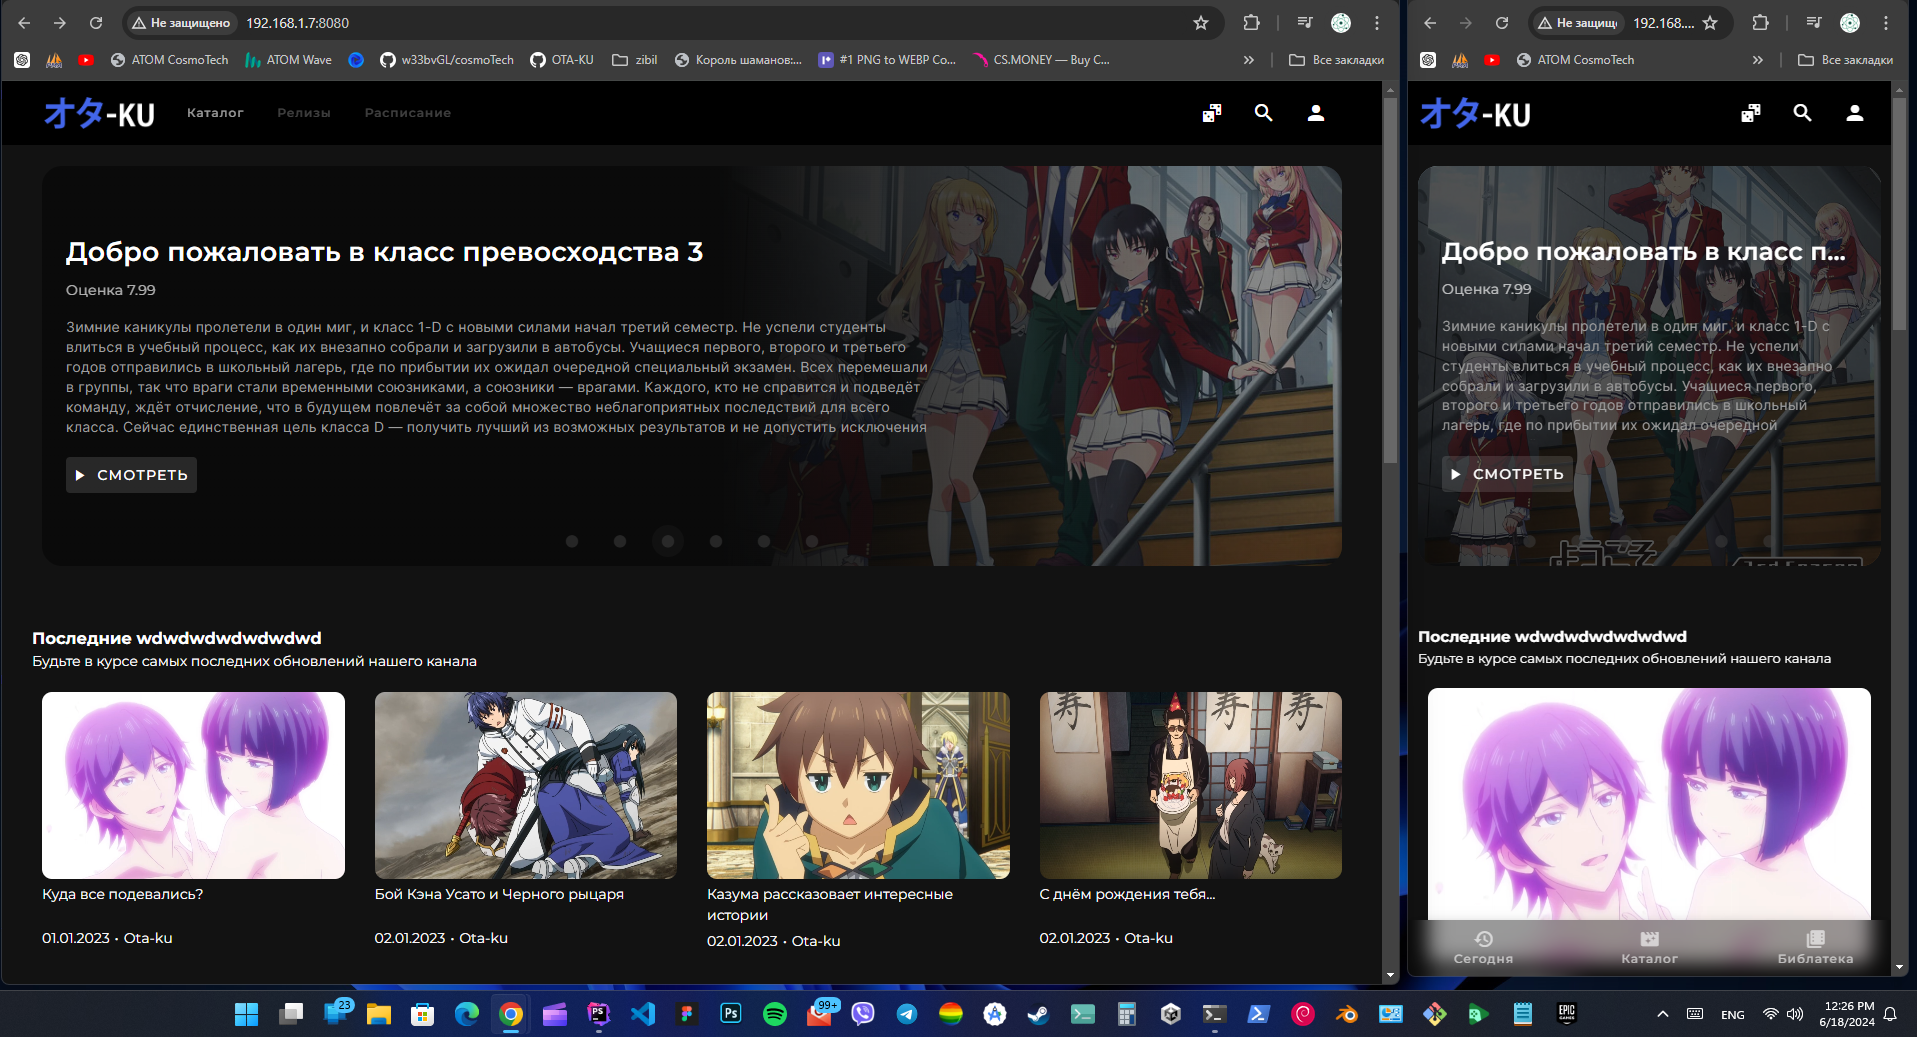 Не защищено
192.168.1.7:8080
ATOM CosmoTech
ATOM Wave
w33bvGL/cosmoTech
OTA-KU
zibil
Король шаманов:...
#1 PNG to WEBP Co...
CS.MONEY — Buy C...
»
Все закладки
オタ-KU
Каталог
Релизы
Расписание
Добро пожаловать в класс превосходства 3
Оценка 7.99
Зимние каникулы пролетели в один миг, и класс 1-D с новыми силами начал третий семестр. Не успели студенты
влиться в учебный процесс, как их внезапно собрали и загрузили в автобусы. Учащиеся первого, второго и третьего
годов отправились в школьный лагерь, где по прибытии их ожидал очередной специальный экзамен. Всех перемешали
в группы, так что враги стали временными союзниками, а союзники — врагами. Каждого, кто не справится и подведёт
команду, ждёт отчисление, что в будущем повлечёт за собой множество неблагоприятных последствий для всего
класса. Сейчас единственная цель класса D — получить лучший из возможных результатов и не допустить исключения
СМОТРЕТЬ
Последние wdwdwdwdwdwdwd
Будьте в курсе самых последних обновлений нашего канала
寿
寿
寿
Куда все подевались?
01.01.2023 • Ota-ku
Бой Кэна Усато и Черного рыцаря
02.01.2023 • Ota-ku
Казума рассказовает интересные
истории
02.01.2023 • Ota-ku
С днём рождения тебя...
02.01.2023 • Ota-ku
Не защищ
192.168....
ATOM CosmoTech
»
Все закладки
オタ-KU
Добро пожаловать в класс п...
Оценка 7.99
Зимние каникулы пролетели в один миг, и класс 1-D с
новыми силами начал третий семестр. Не успели
студенты влиться в учебный процесс, как их внезапно
собрали и загрузили в автобусы. Учащиеся первого,
второго и третьего годов отправились в школьный
лагерь, где по прибытии их ожидал очередной
СМОТРЕТЬ
ようこそ
Последние wdwdwdwdwdwdwd
Будьте в курсе самых последних обновлений нашего канала
Сегодня
Каталог
Библатека
23
PS
Ps
99+
EPIC
GAMES
ENG
12:26 PM
6/18/2024